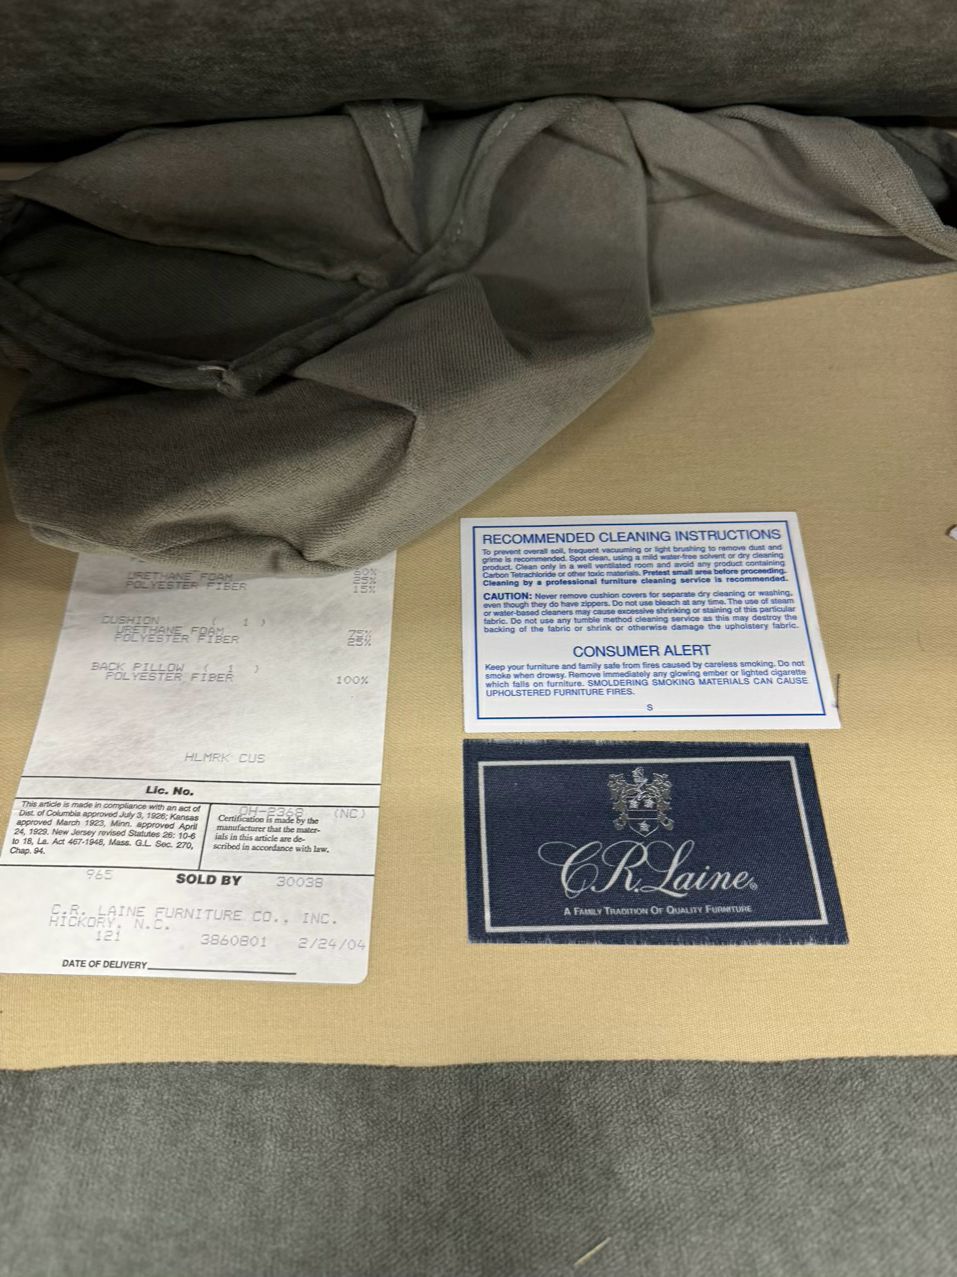 URETHANE FOAM 25%
POLYESTER FIBER 15%
CUSHION ( 1 )
URETHANE FOAM 75%
POLYESTER FIBER 25%
BACK PILLOW ( 1 )
POLYESTER FIBER 100%
HLMRK CUS
Lic. No.
OH-2368 (NC)
This article is made in compliance with an act of
Dist. of Columbia approved July 3, 1926; Kansas
approved March 1923, Minn. approved April
24, 1929. New Jersey revised Statutes 26: 10-6
to 18, La. Act 467-1948, Mass. G.L. Sec. 270,
Chap. 94.
Certification is made by the
manufacturer that the mater-
ials in this article are de-
scribed in accordance with law.
965 SOLD BY 30038
C.R. LAINE FURNITURE CO., INC.
HICKORY, N.C.
121 3860801 2/24/04
DATE OF DELIVERY
RECOMMENDED CLEANING INSTRUCTIONS
To prevent overall soil, frequent vacuuming or light brushing to remove dust and
grime is recommended. Spot clean, using a mild water-free solvent or dry cleaning
product. Clean only in a well ventilated room and avoid any product containing
Carbon Tetrachloride or other toxic materials. Pretest small area before proceeding.
Cleaning by a professional furniture cleaning service is recommended.
CAUTION: Never remove cushion covers for separate dry cleaning or washing,
even though they do have zippers. Do not use bleach at any time. The use of steam
or water-based cleaners may cause excessive shrinking or staining of this particular
fabric. Do not use any tumble method cleaning service as this may destroy the
backing of the fabric or shrink or otherwise damage the upholstery fabric.
CONSUMER ALERT
Keep your furniture and family safe from fires caused by careless smoking. Do not
smoke when drowsy. Remove immediately any glowing ember or lighted cigarette
which falls on furniture. SMOLDERING SMOKING MATERIALS CAN CAUSE
UPHOLSTERED FURNITURE FIRES.
S
C.R. Laine®
A FAMILY TRADITION OF QUALITY FURNITURE